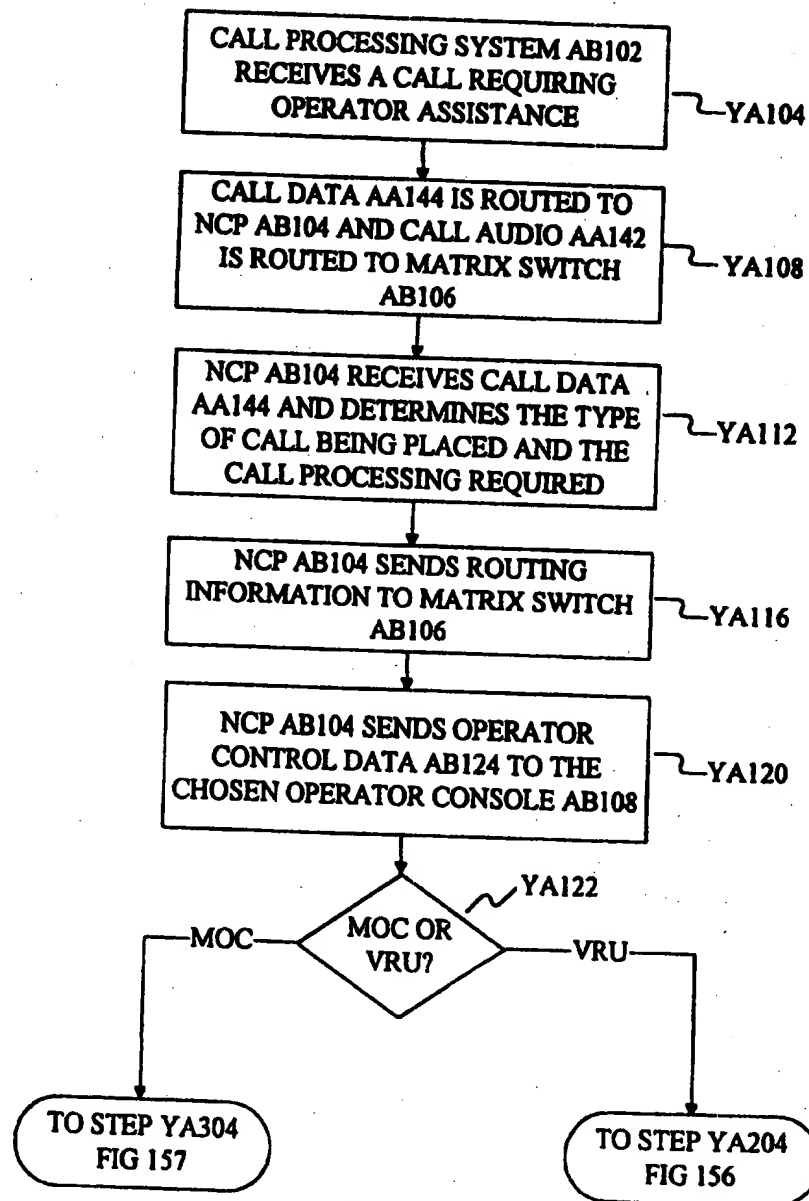 CALL PROCESSING SYSTEM AB102
RECEIVES A CALL REQUIRING
OPERATOR ASSISTANCE
YA104
CALL DATA AA144 IS ROUTED TO
NCP AB104 AND CALL AUDIO AA142
IS ROUTED TO MATRIX SWITCH
AB106
YA108
NCP AB104 RECEIVES CALL DATA
AA144 AND DETERMINES THE TYPE
OF CALL BEING PLACED AND THE
CALL PROCESSING REQUIRED
YA112
NCP AB104 SENDS ROUTING
INFORMATION TO MATRIX SWITCH
AB106
YA116
NCP AB104 SENDS OPERATOR
CONTROL DATA AB124 TO THE
CHOSEN OPERATOR CONSOLE AB108
YA120
YA122
MOC OR
VRU?
MOC
VRU
TO STEP YA304
FIG 157
TO STEP YA204
FIG 156